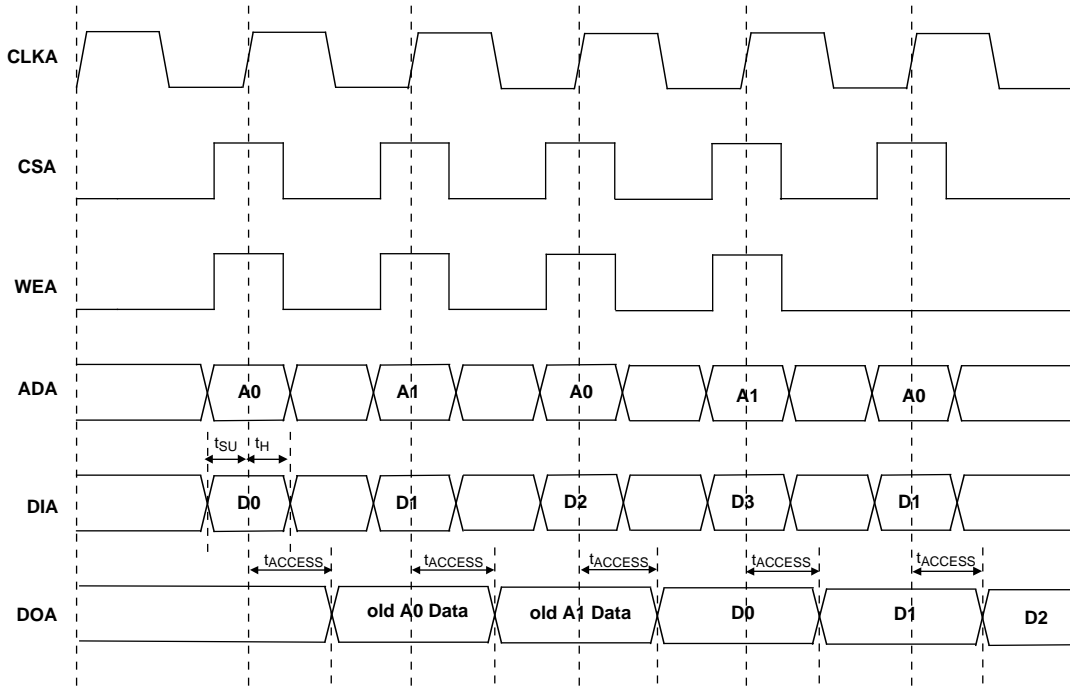 CLKA
CSA
WEA
ADA A0 A1 A0 A1 A0
tSU tH
DIA D0 D1 D2 D3 D1
tACCESS tACCESS tACCESS tACCESS tACCESS
DOA old A0 Data old A1 Data D0 D1 D2